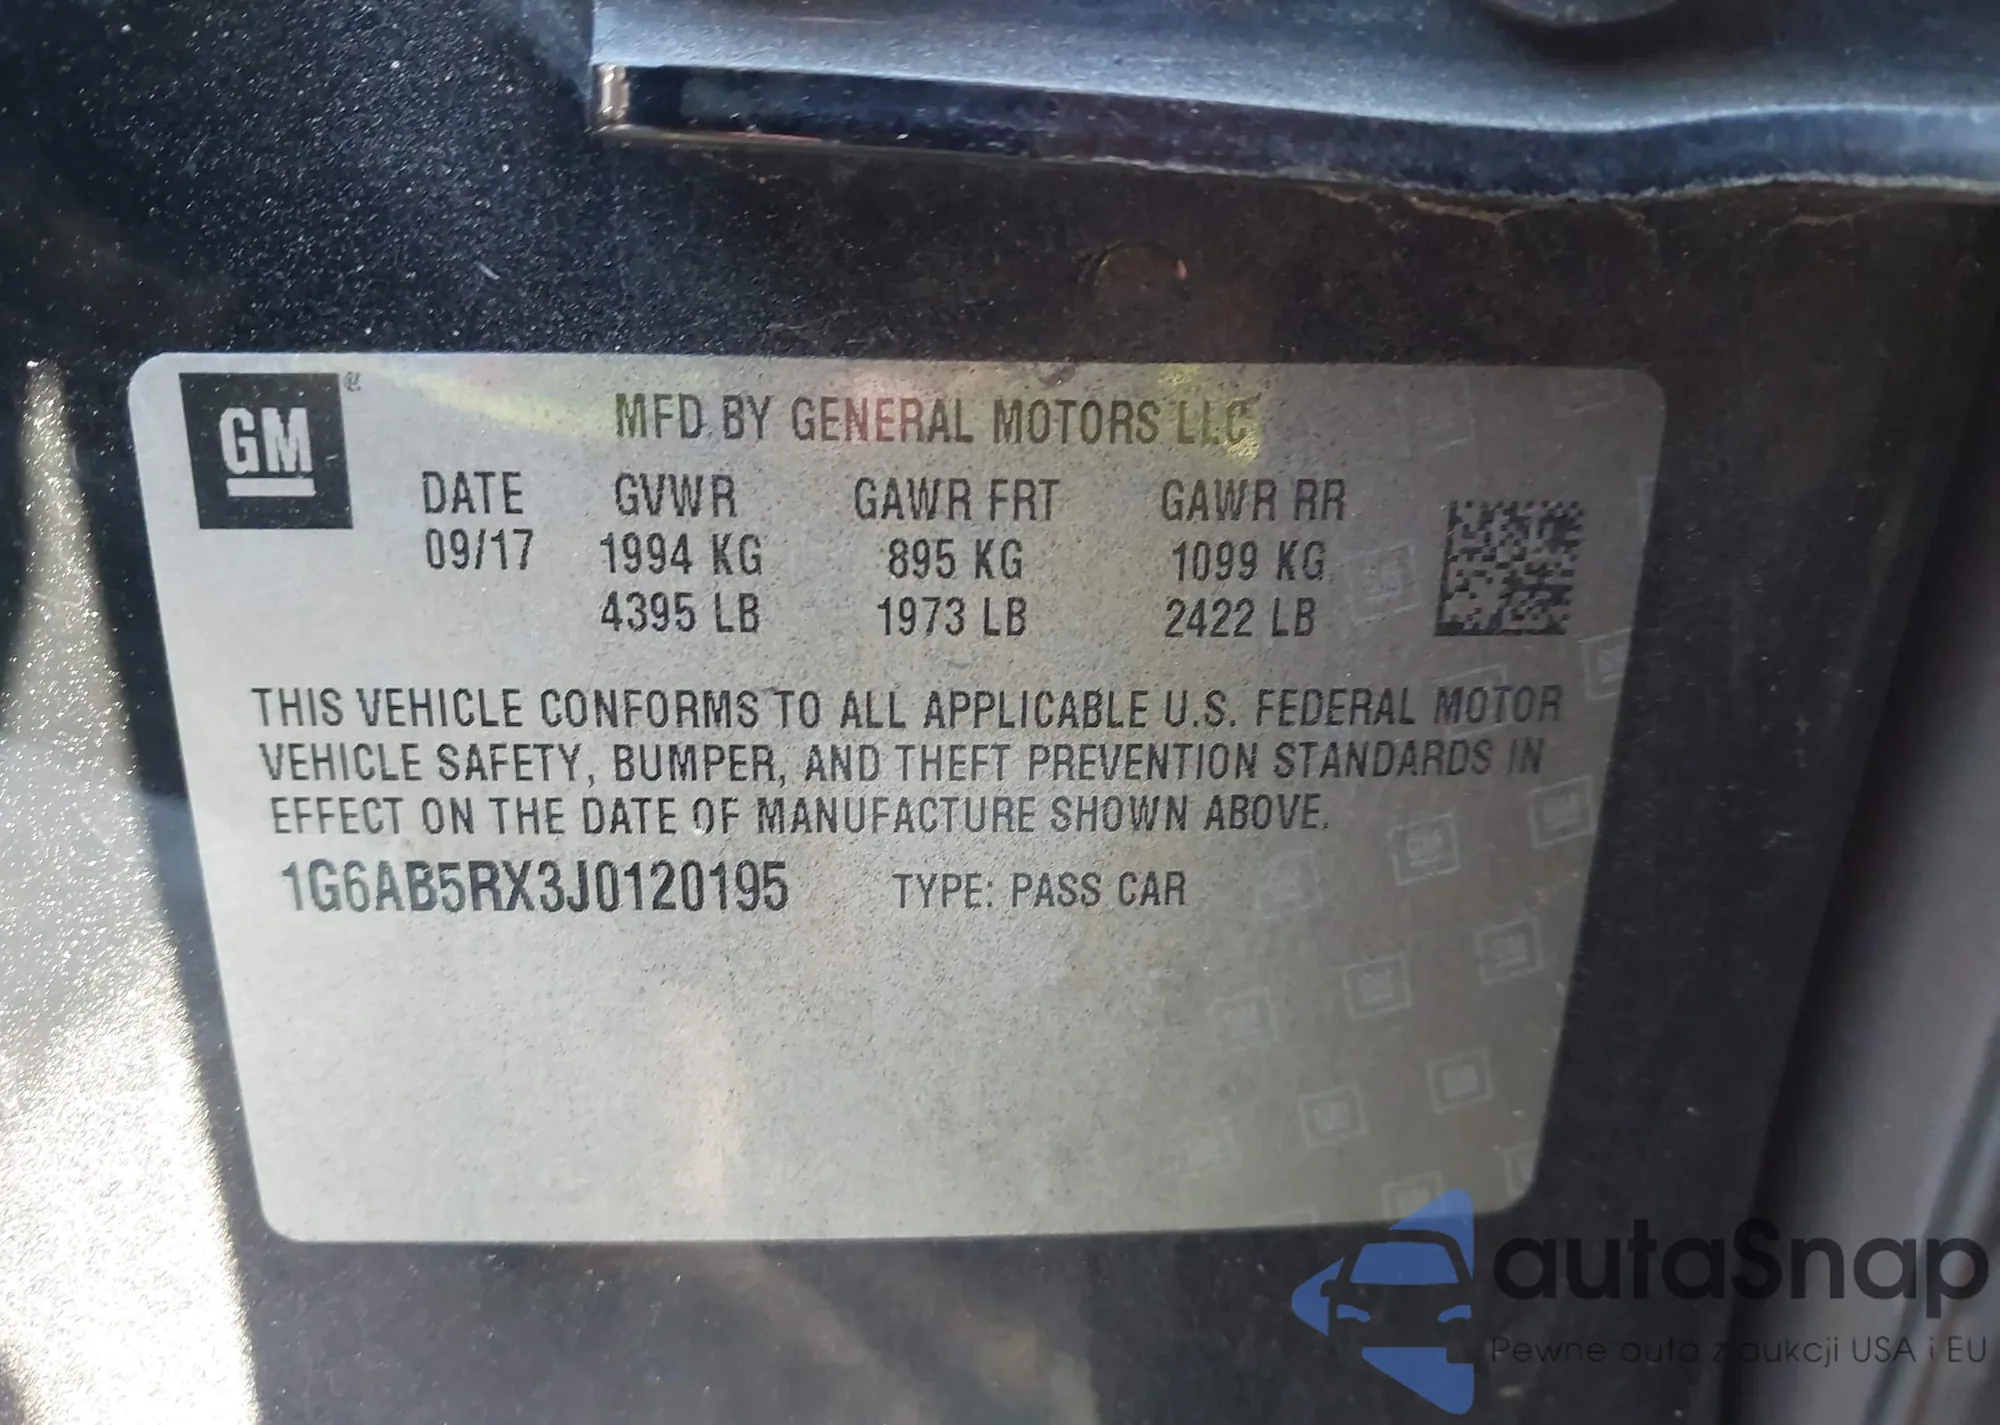 GM®
MFD BY GENERAL MOTORS LLC
DATE GVWR GAWR FRT GAWR RR
09/17 1994 KG 895 KG 1099 KG
4395 LB 1973 LB 2422 LB
THIS VEHICLE CONFORMS TO ALL APPLICABLE U.S. FEDERAL MOTOR
VEHICLE SAFETY, BUMPER, AND THEFT PREVENTION STANDARDS IN
EFFECT ON THE DATE OF MANUFACTURE SHOWN ABOVE.
1G6AB5RX3J0120195 TYPE: PASS CAR
autaSnap
Pewne auta z aukcji USA i EU